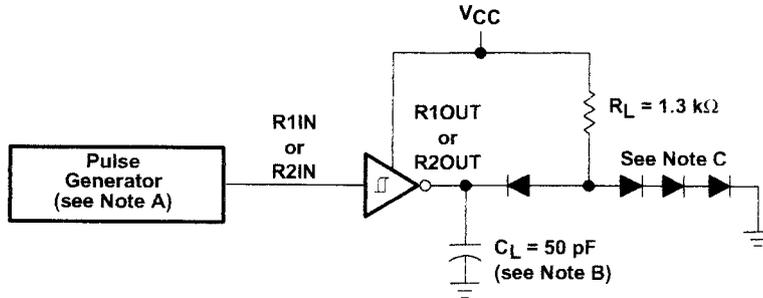 VCC
R1IN
or
R2IN
R1OUT
or
R2OUT
RL = 1.3 kΩ
Pulse
Generator
(see Note A)
See Note C
CL = 50 pF
(see Note B)